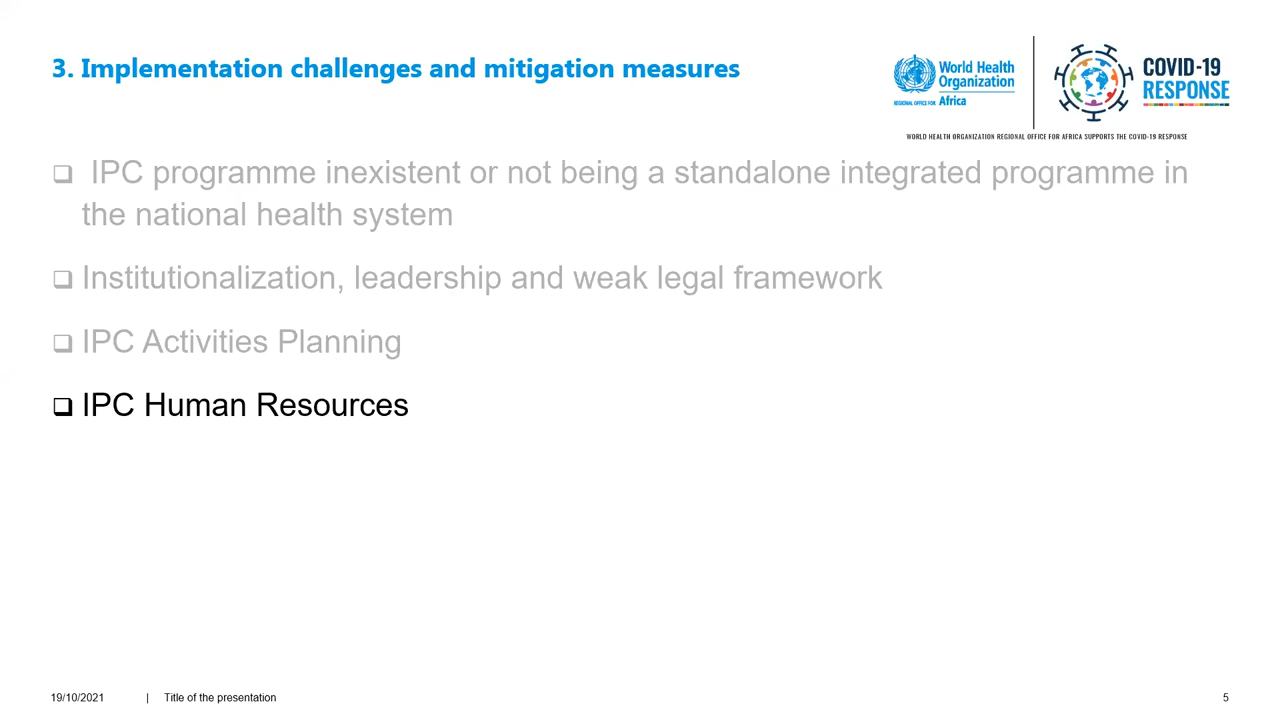 3. Implementation challenges and mitigation measures
World Health
Organization
REGIONAL OFFICE FOR Africa
COVID-19
RESPONSE
WORLD HEALTH ORGANIZATION REGIONAL OFFICE FOR AFRICA SUPPORTS THE COVID-19 RESPONSE
IPC programme inexistent or not being a standalone integrated programme in
the national health system
Institutionalization, leadership and weak legal framework
IPC Activities Planning
IPC Human Resources
19/10/2021 | Title of the presentation 5